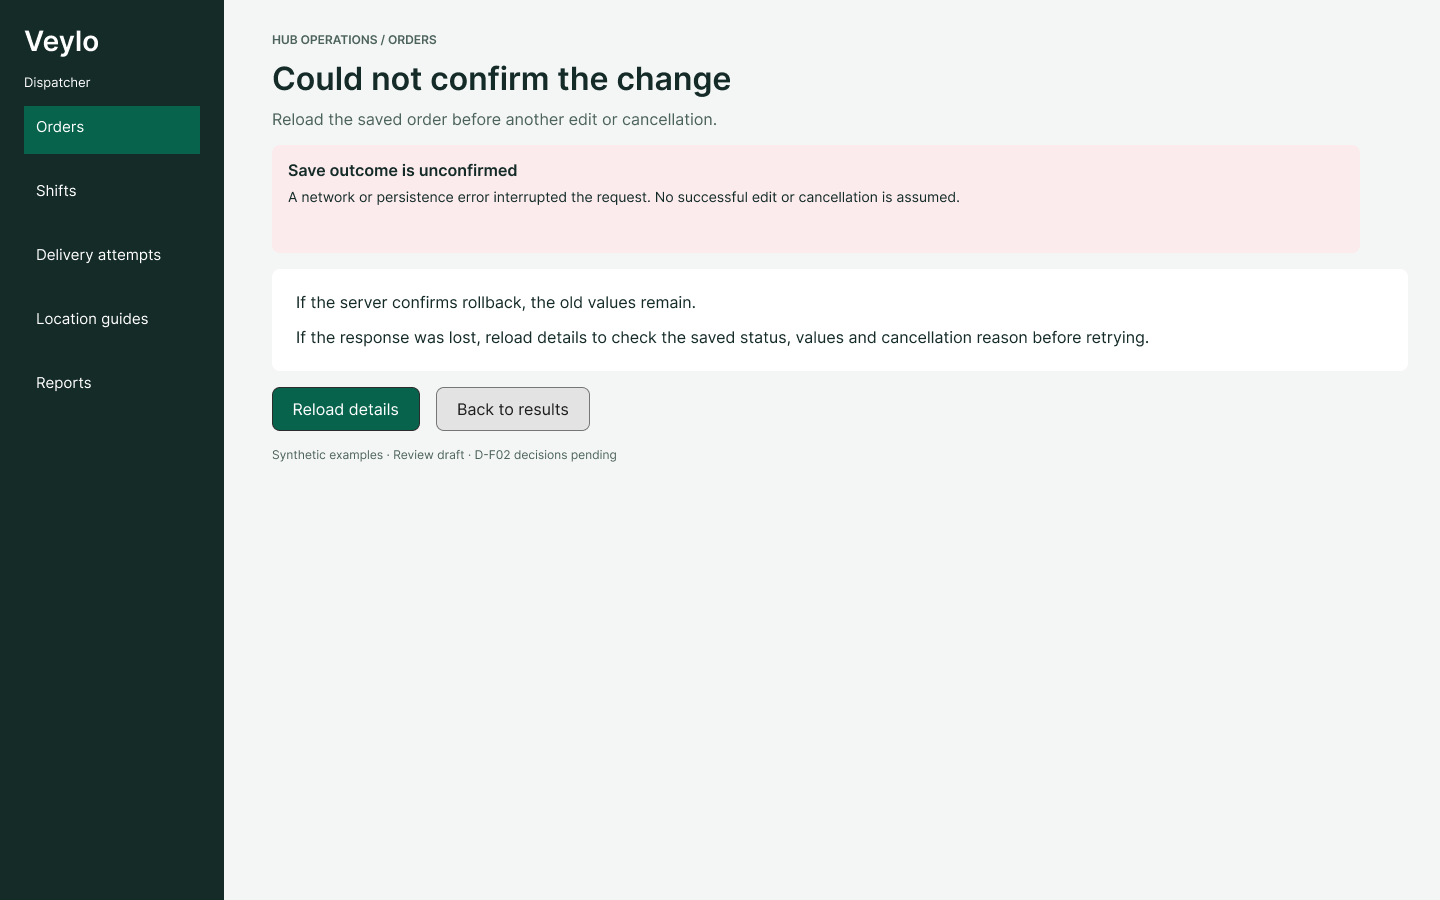 Veylo
Dispatcher
Orders
Shifts
Delivery attempts
Location guides
Reports
HUB OPERATIONS / ORDERS
Could not confirm the change
Reload the saved order before another edit or cancellation.
Save outcome is unconfirmed
A network or persistence error interrupted the request. No successful edit or cancellation is assumed.
If the server confirms rollback, the old values remain.
If the response was lost, reload details to check the saved status, values and cancellation reason before retrying.
Reload details
Back to results
Synthetic examples · Review draft · D-F02 decisions pending